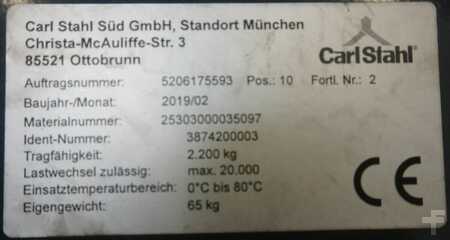 Carl Stahl Süd GmbH, Standort München
Christa-McAuliffe-Str. 3
85521 Ottobrunn
CarlStahl
Auftragsnummer: 5206175593 Pos.: 10 Fortl. Nr.: 2
Baujahr-/Monat: 2019/02
Materialnummer: 25303000035097
Ident-Nummer: 3874200003
Tragfähigkeit: 2.200 kg
Lastwechsel zulässig: max. 20.000
Einsatztemperaturbereich: 0°C bis 80°C
Eigengewicht: 65 kg
CE